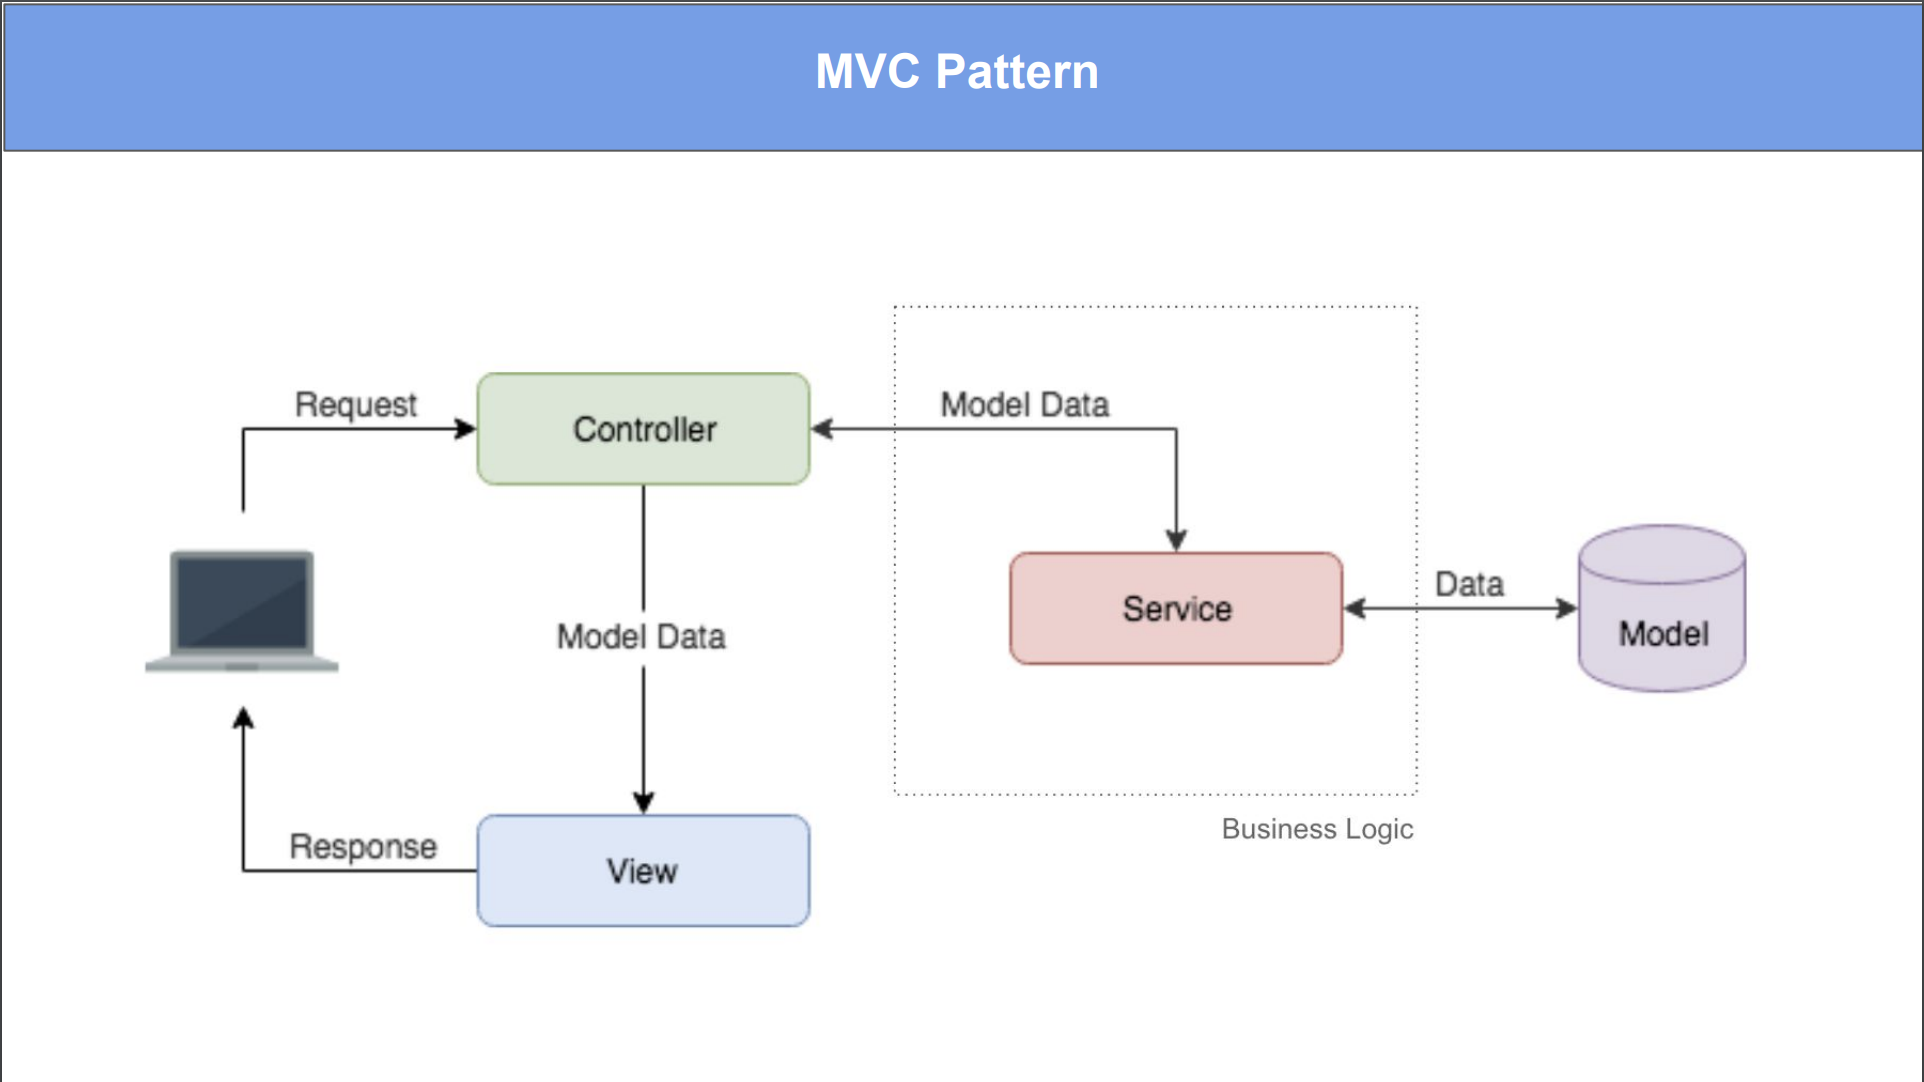 MVC Pattern
Request
Controller
Model Data
Service
Data
Model
Model Data
Business Logic
Response
View